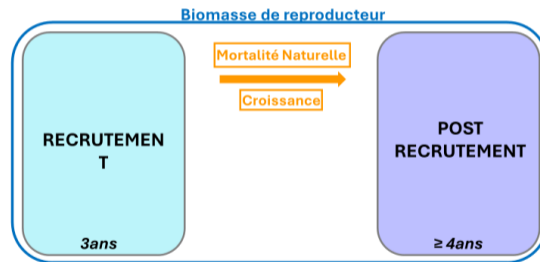 Biomasse de reproducteur
Mortalité Naturelle
Croissance
RECRUTEMEN
T
3ans
POST
RECRUTEMENT
≥ 4ans